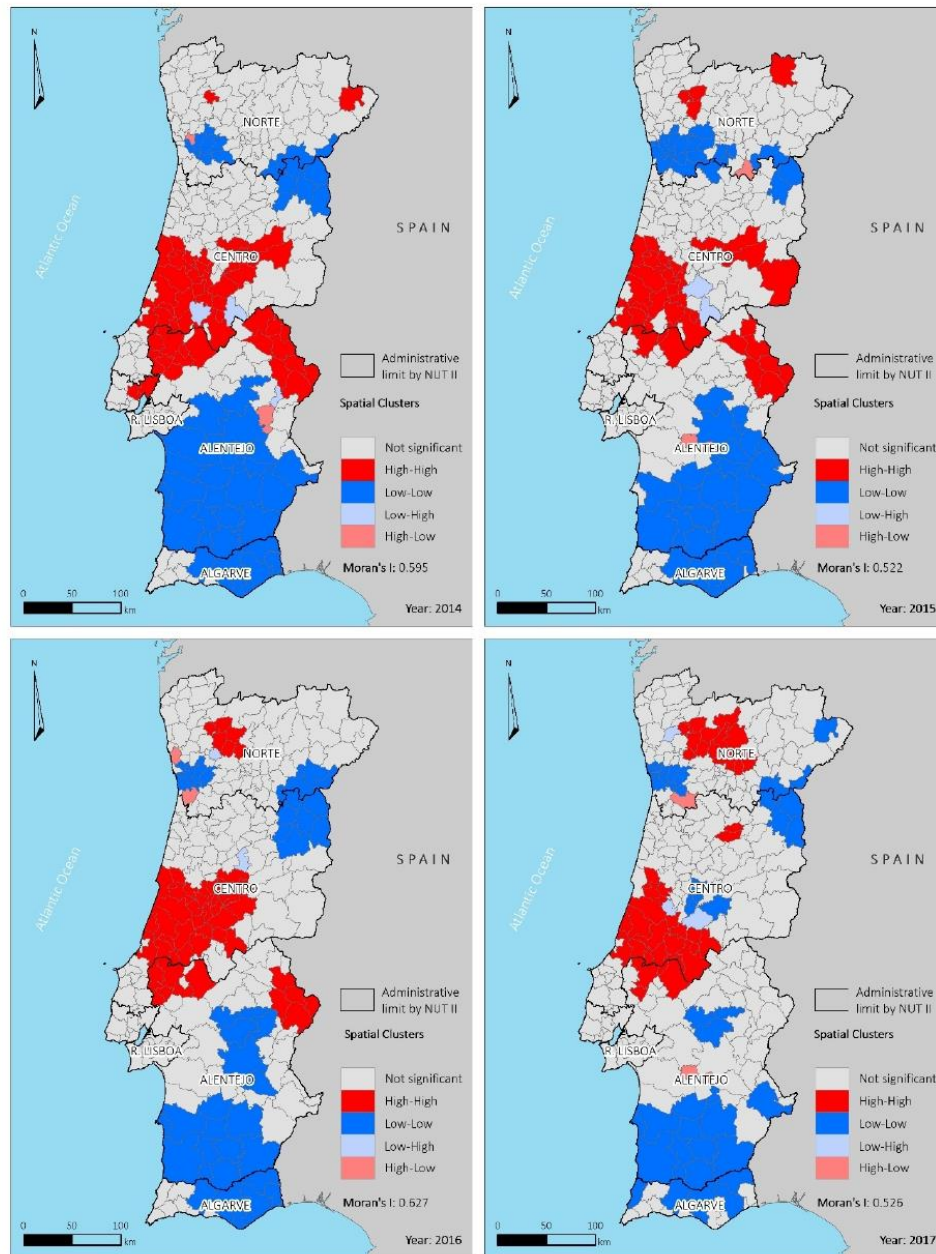 N
NORTE
Atlantic Ocean
SPAIN
CENTRO
Administrative
limit by NUT II
R. LISBOA
Spatial Clusters
ALENTEJO
Not significant
High-High
Low-Low
Low-High
High-Low
ALGARVE
Moran's I: 0.595
0 50 100
km
Year: 2014
N
NORTE
Atlantic Ocean
SPAIN
CENTRO
Administrative
limit by NUT II
R. LISBOA
Spatial Clusters
ALENTEJO
Not significant
High-High
Low-Low
Low-High
High-Low
ALGARVE
Moran's I: 0.522
0 50 100
km
Year: 2015
N
NORTE
Atlantic Ocean
SPAIN
CENTRO
Administrative
limit by NUT II
R. LISBOA
Spatial Clusters
ALENTEJO
Not significant
High-High
Low-Low
Low-High
High-Low
ALGARVE
Moran's I: 0.627
0 50 100
km
Year: 2016
N
NORTE
Atlantic Ocean
SPAIN
CENTRO
Administrative
limit by NUT II
R. LISBOA
Spatial Clusters
ALENTEJO
Not significant
High-High
Low-Low
Low-High
High-Low
ALGARVE
Moran's I: 0.526
0 50 100
km
Year: 2017